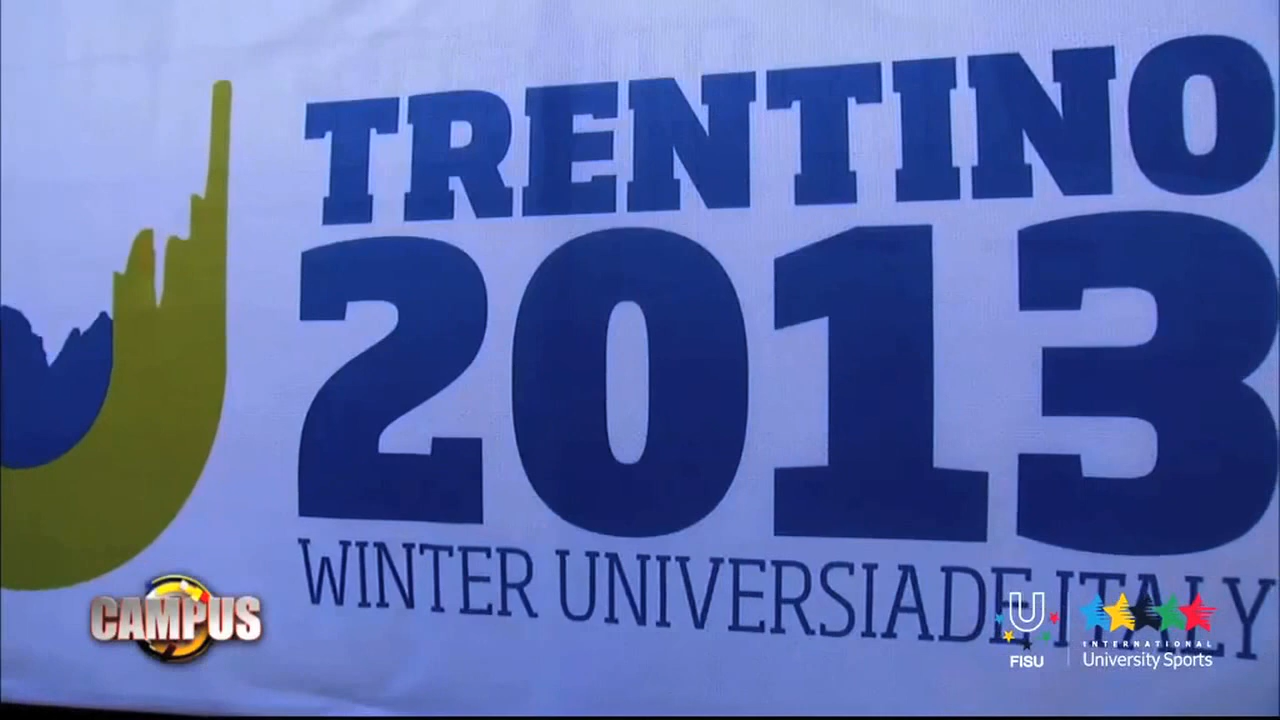 TRENTINO
2013
WINTER UNIVERSIADE ITALY
CAMPUS
U
FISU
INTERNATIONAL
University Sports